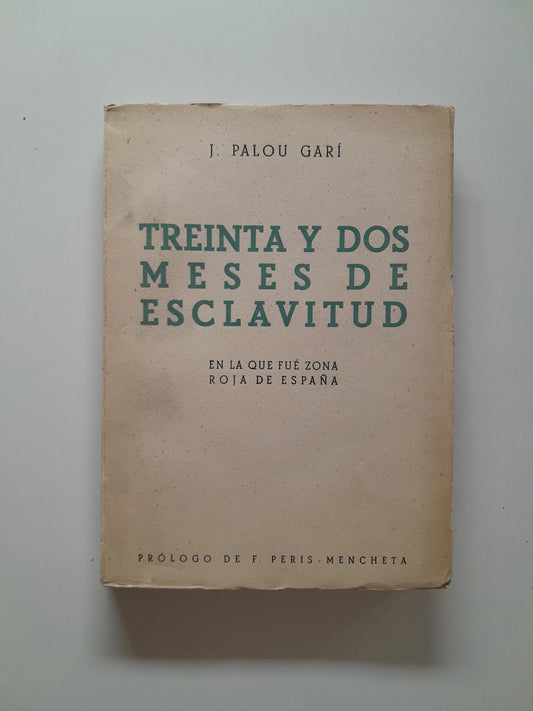 J. PALOU GARÍ
TREINTA Y DOS
MESES DE
ESCLAVITUD
EN LA QUE FUÉ ZONA
ROJA DE ESPAÑA
PRÓLOGO DE F. PERIS-MENCHETA